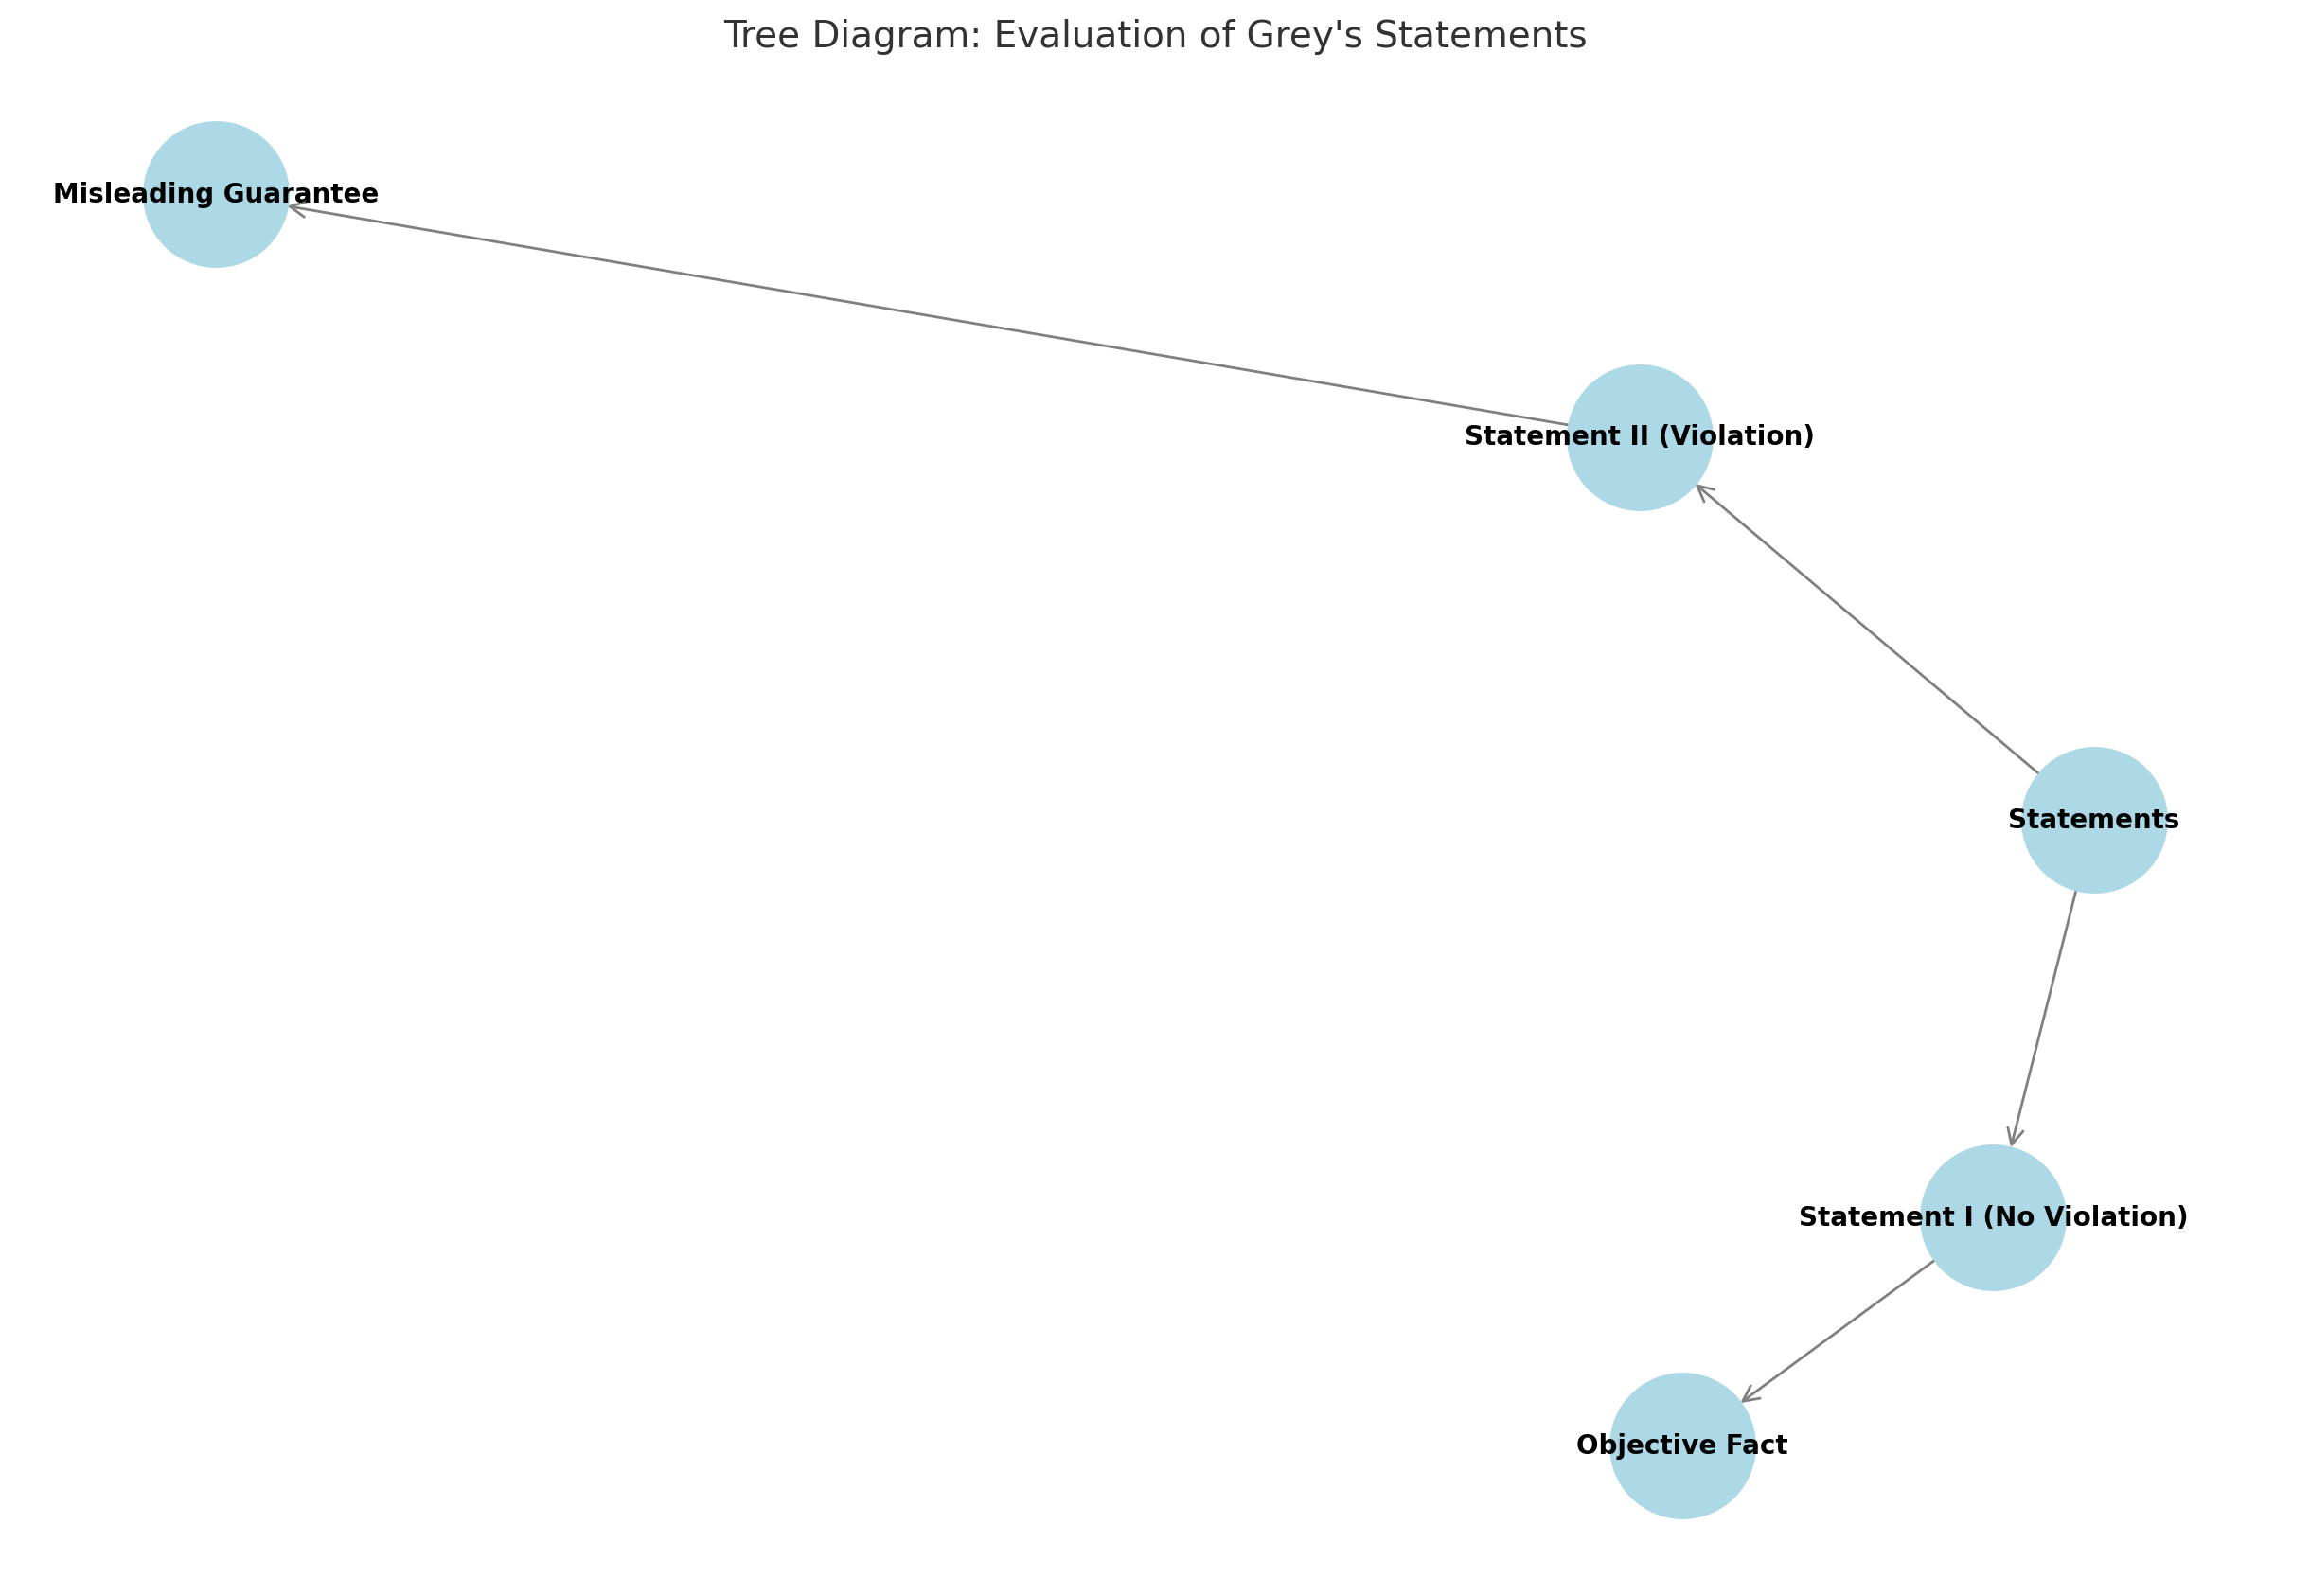 Tree Diagram: Evaluation of Grey's Statements
Misleading Guarantee
Statement II (Violation)
Statements
Statement I (No Violation)
Objective Fact